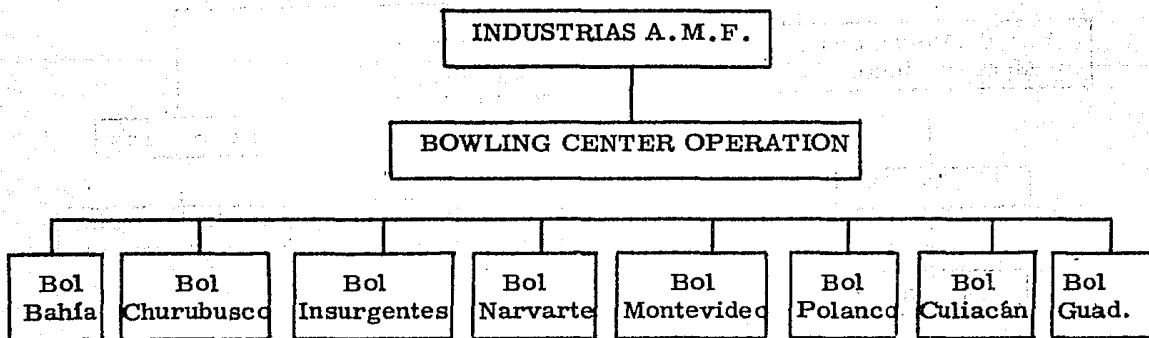 INDUSTRIAS A.M.F.
BOWLING CENTER OPERATION
Bol Bahía
Bol Churubusco
Bol Insurgentes
Bol Narvarte
Bol Montevideo
Bol Polanco
Bol Culiacán
Bol Guad.